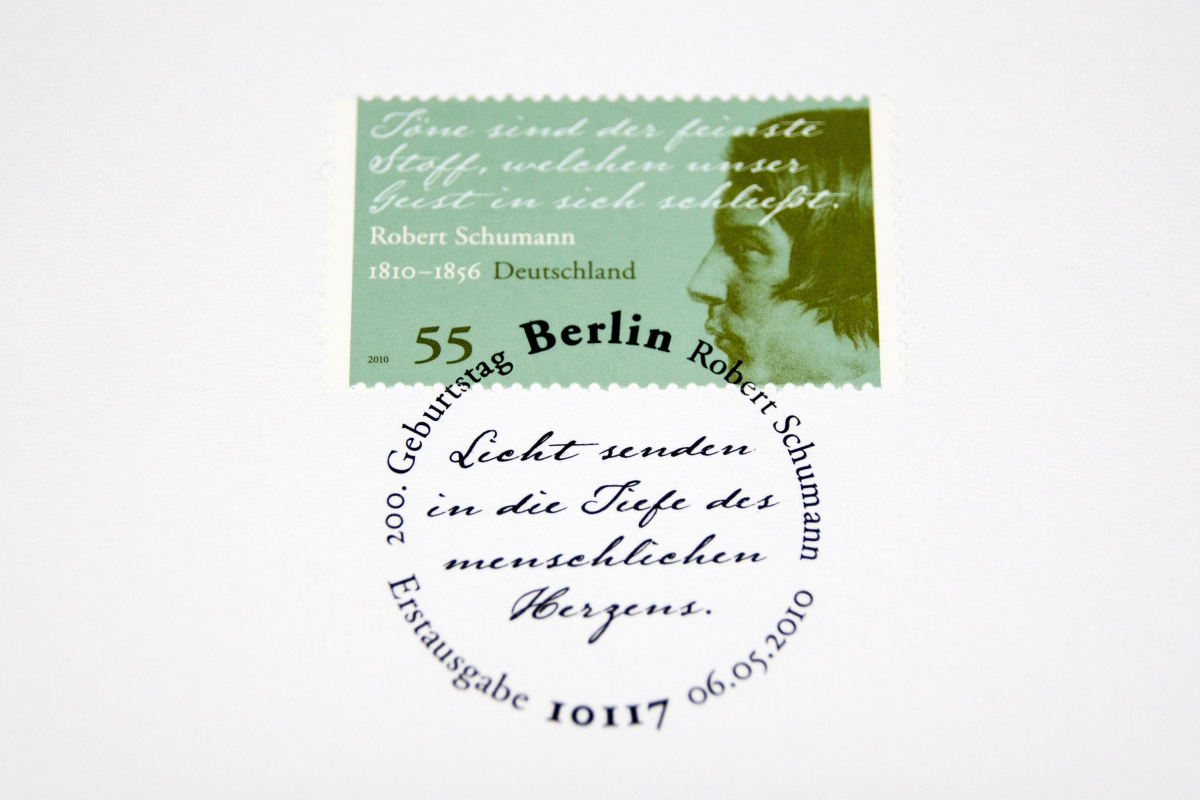 Töne sind der feinste
Stoff, welchen unser
Geist in sich schließt.
Robert Schumann
1810–1856 Deutschland
55
2010
Berlin
200. Geburtstag
Robert Schumann
Licht senden
in die Tiefe des
menschlichen
Herzens.
Erstausgabe
10117
06.05.2010